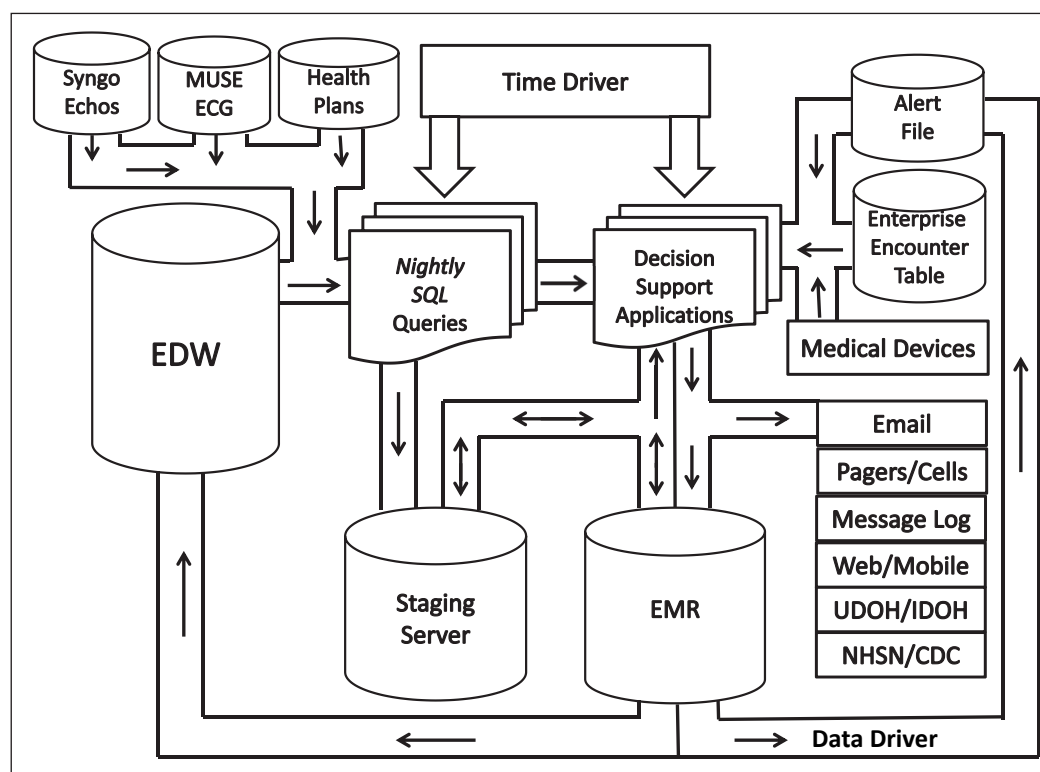 Syngo
Echos
MUSE
ECG
Health
Plans
Time Driver
Alert
File
Enterprise
Encounter
Table
Nightly
SQL
Queries
Decision
Support
Applications
EDW
Medical Devices
Email
Pagers/Cells
Message Log
Web/Mobile
UDOH/IDOH
NHSN/CDC
Staging
Server
EMR
Data Driver